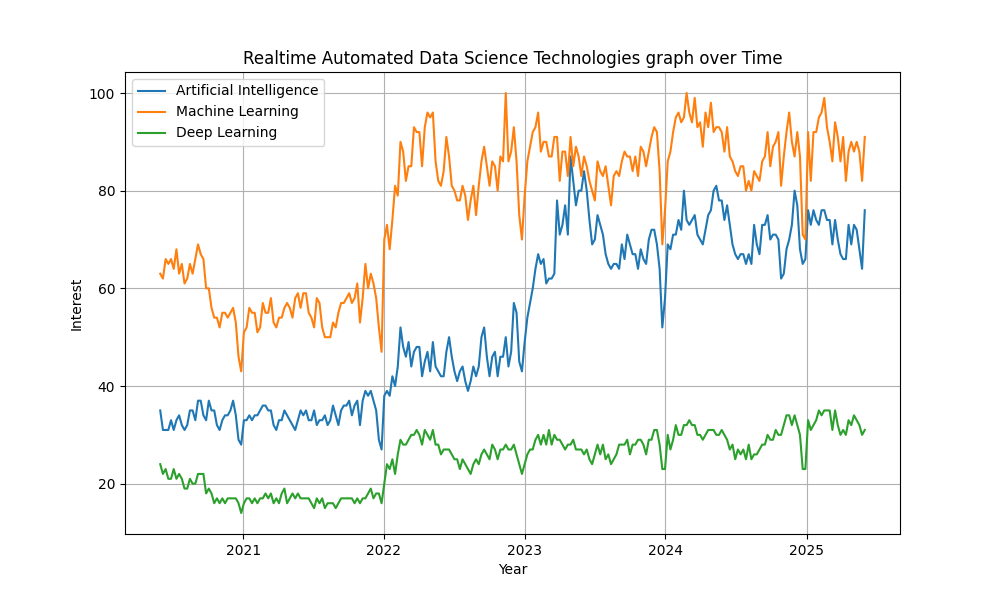 Realtime Automated Data Science Technologies graph over Time
Artificial Intelligence
Machine Learning
Deep Learning
100
80
60
40
20
Interest
2021 2022 2023 2024 2025
Year